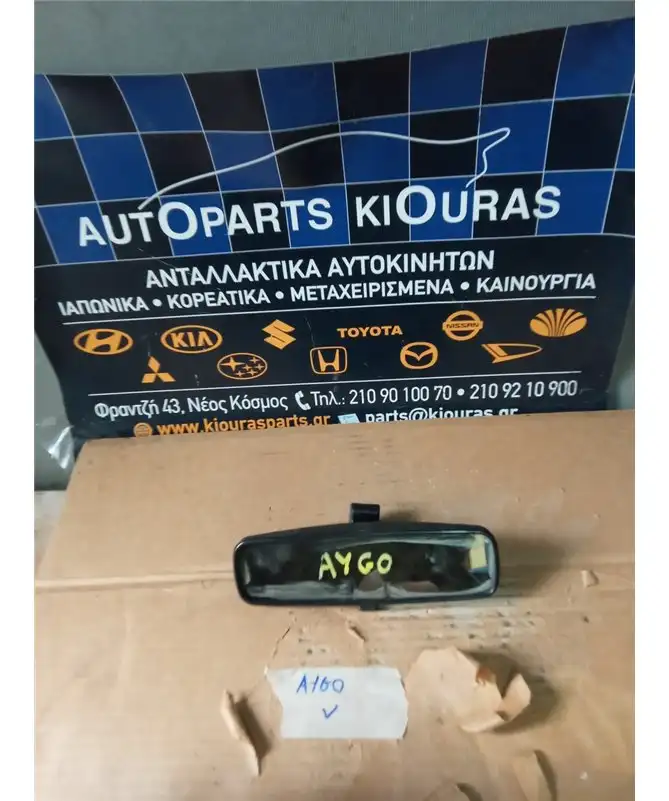 AUTOPARTS KIOURAS
ΑΝΤΑΛΛΑΚΤΙΚΑ ΑΥΤΟΚΙΝΗΤΩΝ
ΙΑΠΩΝΙΚΑ • ΚΟΡΕΑΤΙΚΑ • ΜΕΤΑΧΕΙΡΙΣΜΕΝΑ • ΚΑΙΝΟΥΡΓΙΑ
KIA TOYOTA NISSAN
Φραντζή 43, Νέος Κόσμος Τηλ.: 210 90 100 70 • 210 92 10 900
www.kiourasparts.gr parts@kiouras.gr
AYGO
AYGO